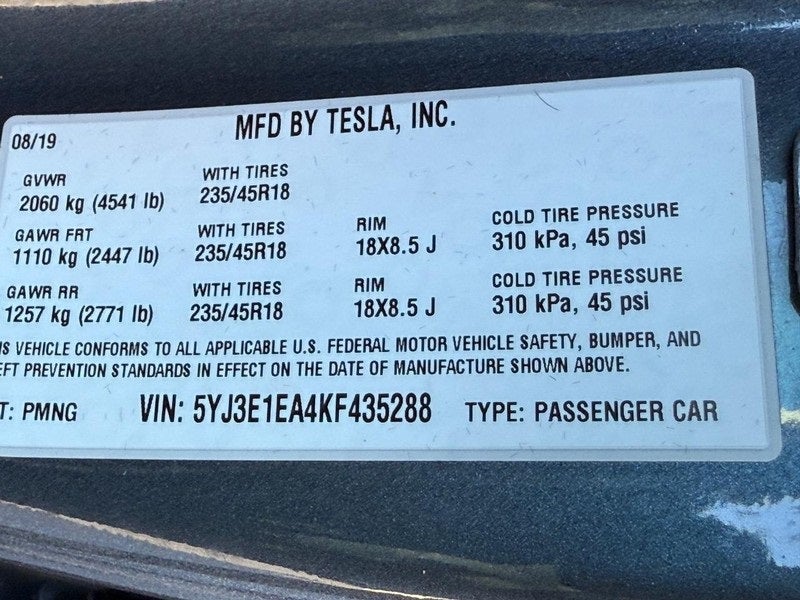 08/19 MFD BY TESLA, INC.
GVWR WITH TIRES
2060 kg (4541 lb) 235/45R18
GAWR FRT WITH TIRES RIM COLD TIRE PRESSURE
1110 kg (2447 lb) 235/45R18 18X8.5 J 310 kPa, 45 psi
GAWR RR WITH TIRES RIM COLD TIRE PRESSURE
1257 kg (2771 lb) 235/45R18 18X8.5 J 310 kPa, 45 psi
IS VEHICLE CONFORMS TO ALL APPLICABLE U.S. FEDERAL MOTOR VEHICLE SAFETY, BUMPER, AND
EFT PREVENTION STANDARDS IN EFFECT ON THE DATE OF MANUFACTURE SHOWN ABOVE.
T: PMNG VIN: 5YJ3E1EA4KF435288 TYPE: PASSENGER CAR